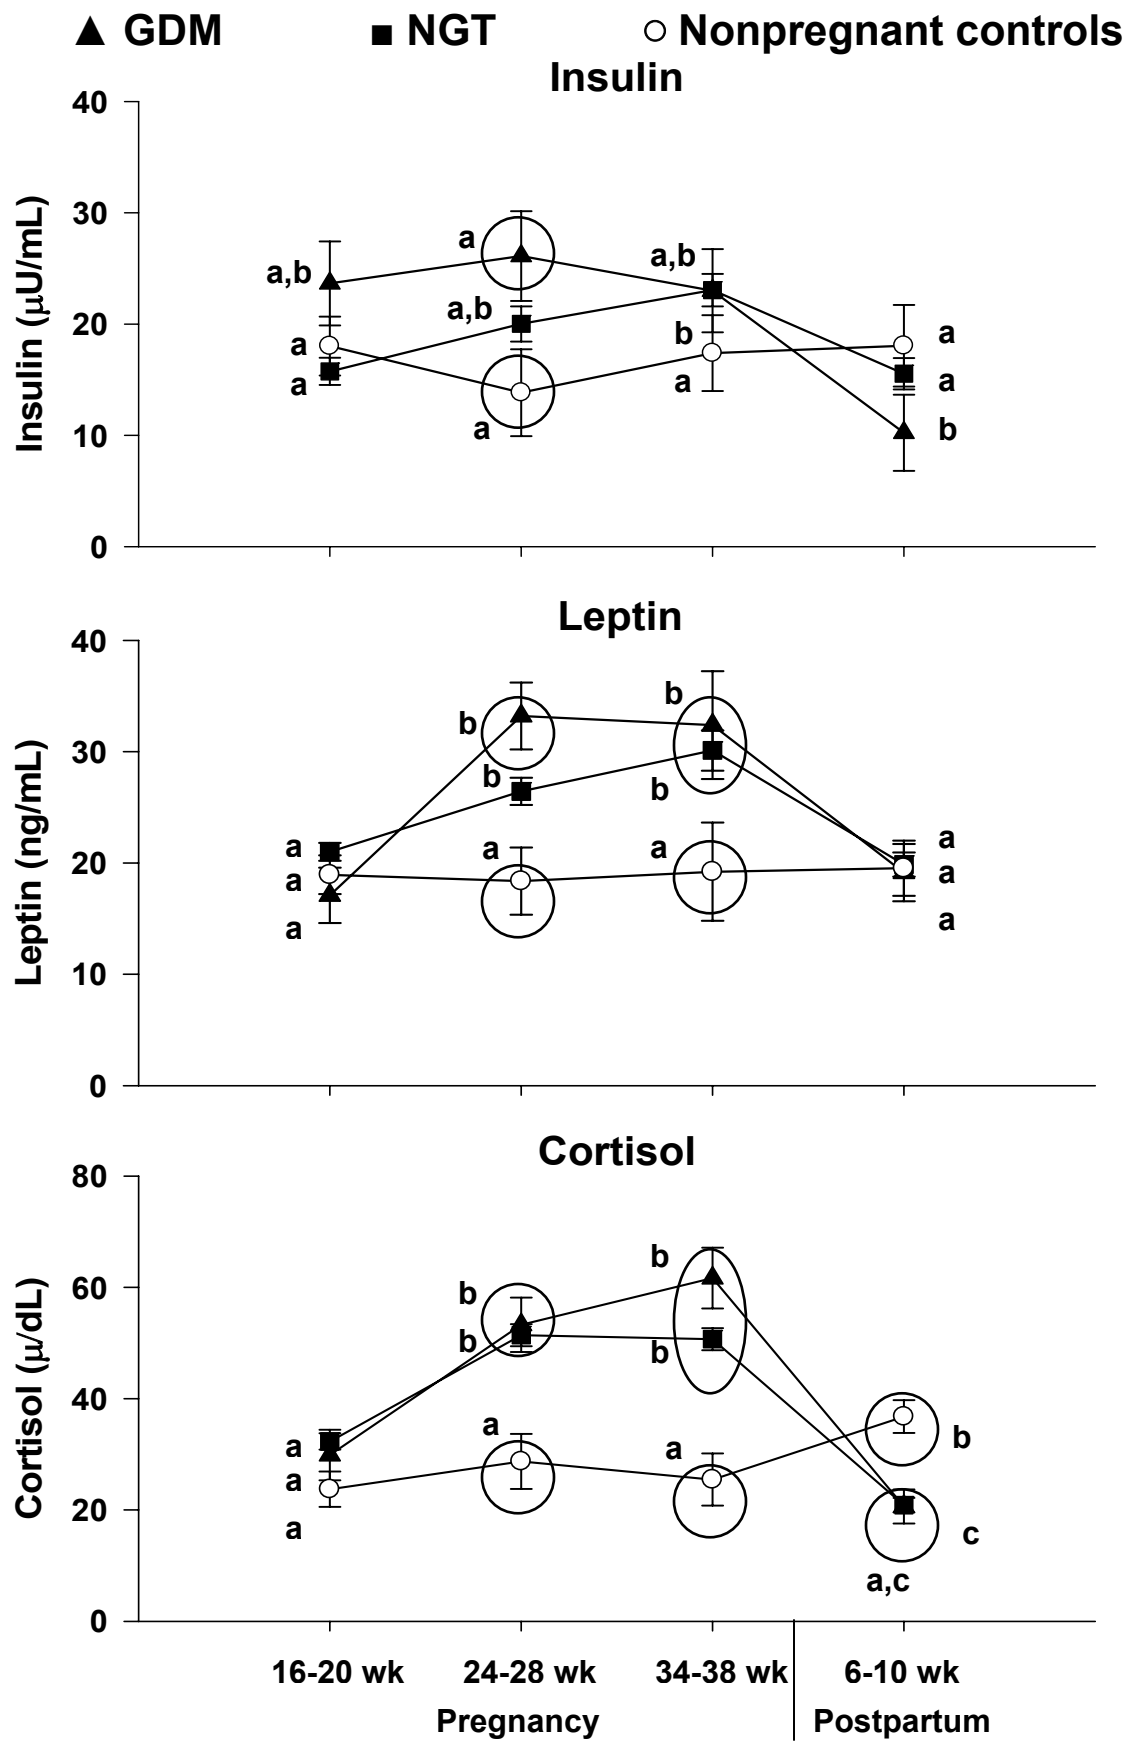 ▲ GDM ■ NGT ○ Nonpregnant controls
Insulin
40
30
20
10
0
Insulin (μU/mL)
a,b
a
a
a
a,b
a
a,b
b
a
a
a
b
Leptin
40
30
20
10
0
Leptin (ng/mL)
a
a
a
b
b
a
b
b
a
a
a
a
Cortisol
80
60
40
20
0
Cortisol (μ/dL)
a
a
a
b
b
a
b
b
a
b
c
a,c
16-20 wk 24-28 wk 34-38 wk 6-10 wk
Pregnancy Postpartum